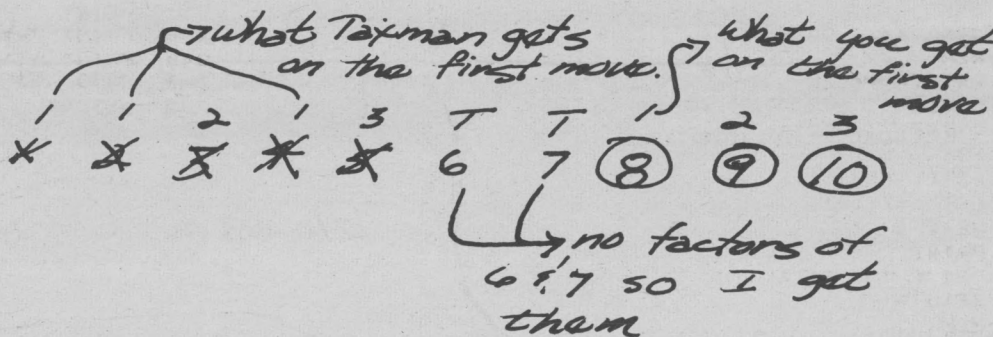 what Taxman gets
on the first move.
what you get
on the first
move
1 1 2 1 3 T T 1 2 3
1 2 3 4 5 6 7 8 9 10
no factors of
6 & 7 so I get
them